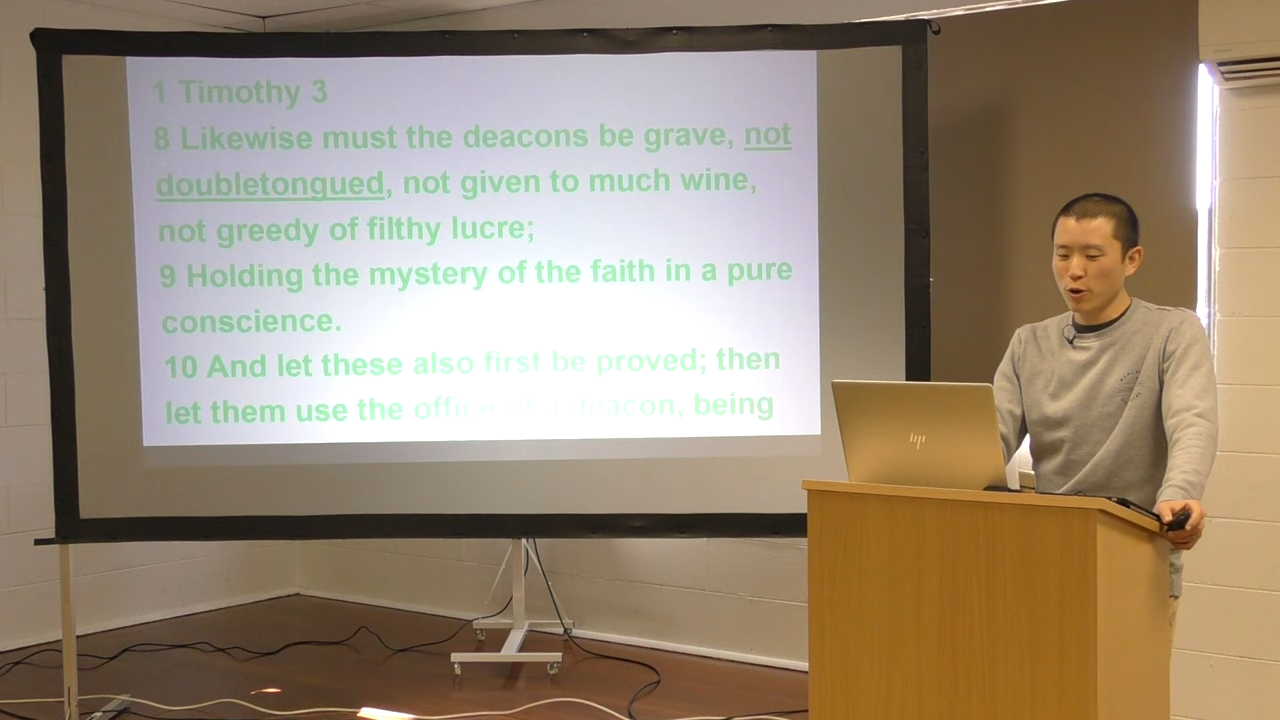 1 Timothy 3
8 Likewise must the deacons be grave, not
doubletongued, not given to much wine,
not greedy of filthy lucre;
9 Holding the mystery of the faith in a pure
conscience.
10 And let these also first be proved; then
let them use the office deacon, being
hp